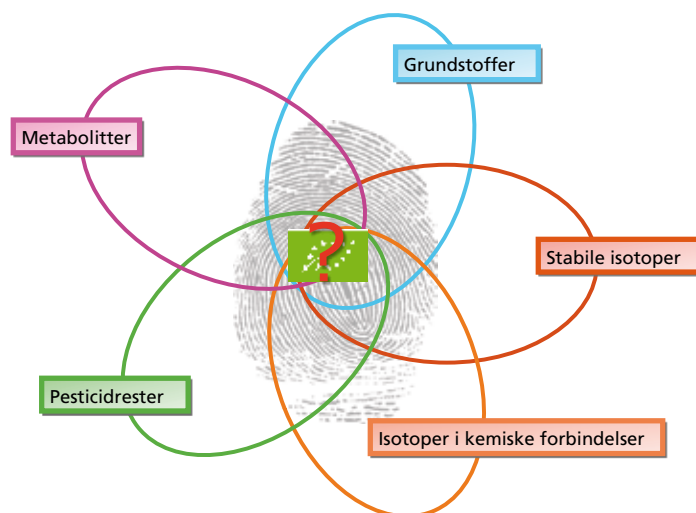 Grundstoffer
Metabolitter
?
Stabile isotoper
Pesticidrester
Isotoper i kemiske forbindelser